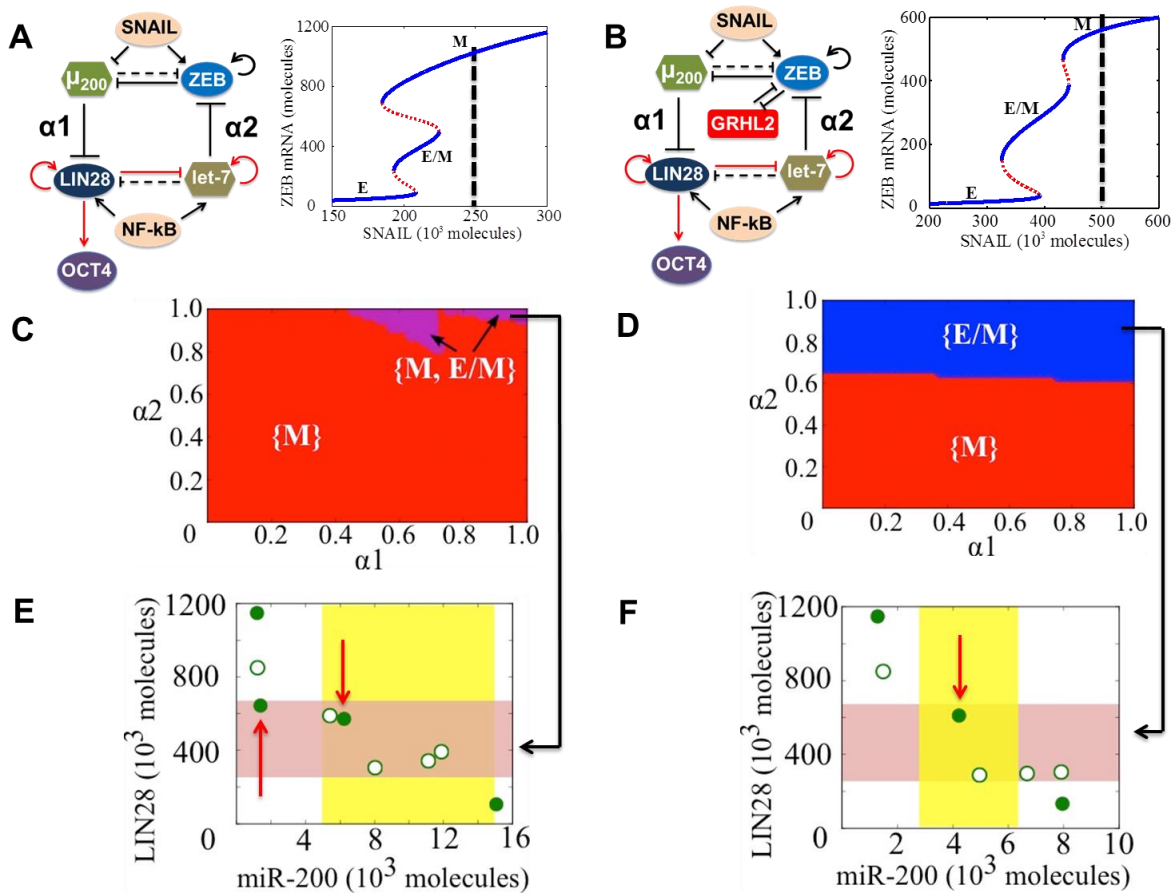 A
SNAIL
μ200
ZEB
α1
α2
LIN28
let-7
NF-kB
OCT4
ZEB mRNA (molecules)
1200
800
400
0
M
E/M
E
150
200
250
300
SNAIL (10³ molecules)
B
SNAIL
μ200
ZEB
GRHL2
α1
α2
LIN28
let-7
NF-kB
OCT4
ZEB mRNA (molecules)
600
400
200
0
M
E/M
E
200
300
400
500
600
SNAIL (10³ molecules)
C
1.0
0.8
0.6
α2
0.4
0.2
0
{M, E/M}
{M}
0.2
0.4
0.6
0.8
1.0
α1
D
1.0
0.8
0.6
α2
0.4
0.2
0
{E/M}
{M}
0.2
0.4
0.6
0.8
1.0
α1
E
LIN28 (10³ molecules)
1200
800
400
0
4
8
12
16
miR-200 (10³ molecules)
F
LIN28 (10³ molecules)
1200
800
400
0
2
4
6
8
10
miR-200 (10³ molecules)